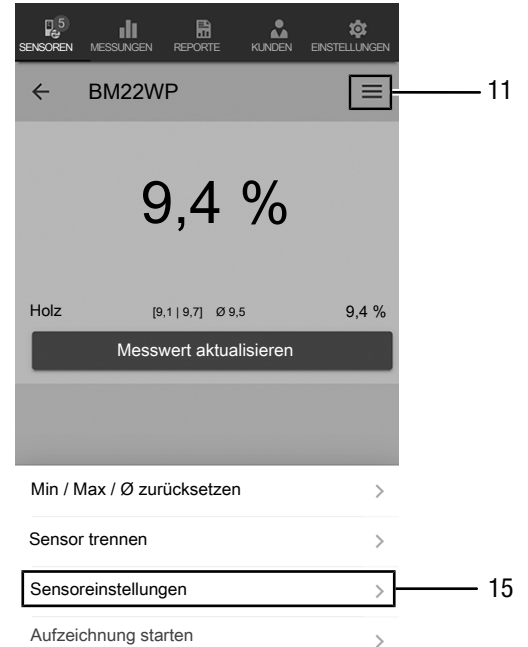 5
SENSOREN MESSUNGEN REPORTE KUNDEN EINSTELLUNGEN
BM22WP
11
9,4 %
Holz [9,1 | 9,7] Ø 9,5 9,4 %
Messwert aktualisieren
Min / Max / Ø zurücksetzen
Sensor trennen
Sensoreinstellungen
15
Aufzeichnung starten